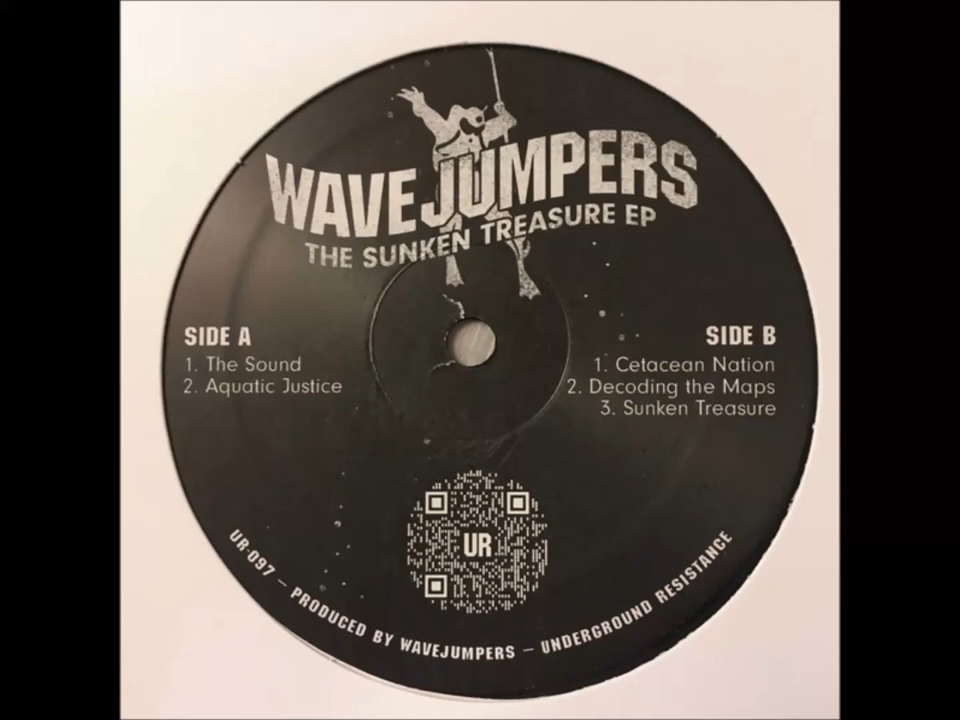 WAVEJUMPERS
THE SUNKEN TREASURE EP
SIDE A
1. The Sound
2. Aquatic Justice
SIDE B
1. Cetacean Nation
2. Decoding the Maps
3. Sunken Treasure
UR
UR-097 – PRODUCED BY WAVEJUMPERS – UNDERGROUND RESISTANCE